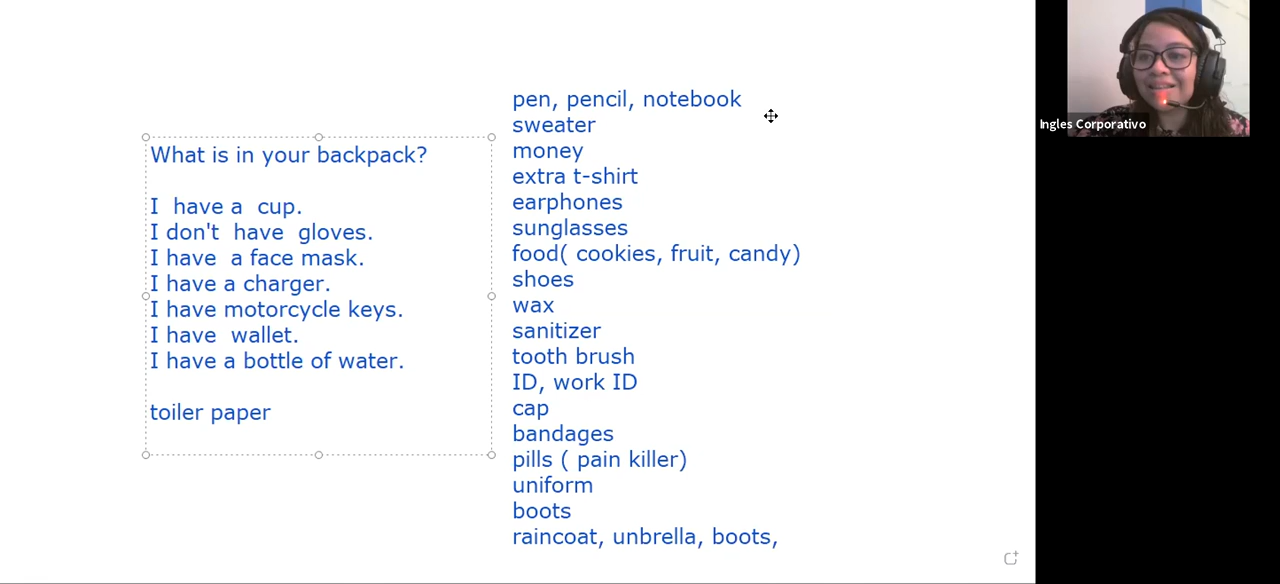 What is in your backpack?
I have a cup.
I don't have gloves.
I have a face mask.
I have a charger.
I have motorcycle keys.
I have wallet.
I have a bottle of water.
toiler paper
pen, pencil, notebook
sweater
money
extra t-shirt
earphones
sunglasses
food( cookies, fruit, candy)
shoes
wax
sanitizer
tooth brush
ID, work ID
cap
bandages
pills ( pain killer)
uniform
boots
raincoat, unbrella, boots,
Ingles Corporativo